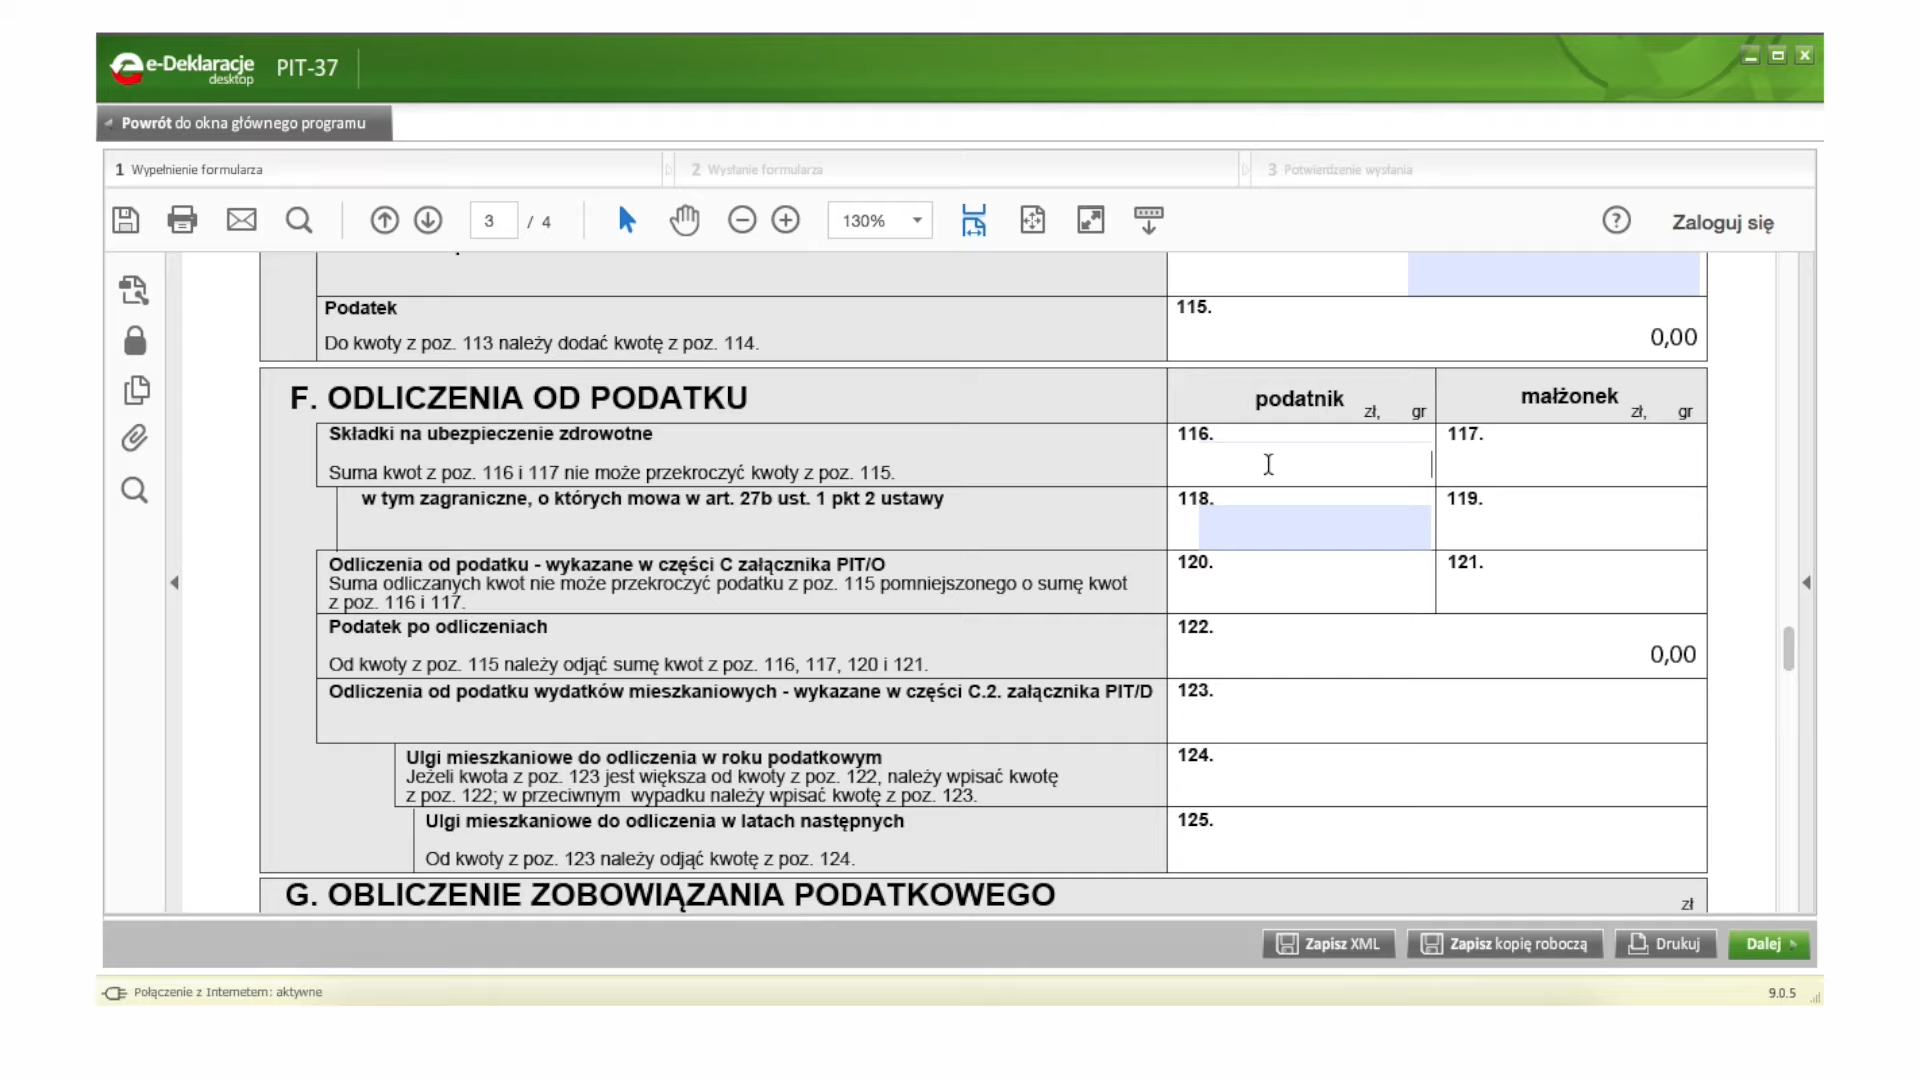 e-Deklaracje
desktop
PIT-37
Powrót do okna głównego programu
1 Wypełnienie formularza
2 Wysłanie formularza
3 Potwierdzenie wysłania
3 / 4
130%
Zaloguj się
Podatek
115.
Do kwoty z poz. 113 należy dodać kwotę z poz. 114.
0,00
F. ODLICZENIA OD PODATKU
podatnik
zł, gr
małżonek
zł, gr
Składki na ubezpieczenie zdrowotne
116.
117.
Suma kwot z poz. 116 i 117 nie może przekroczyć kwoty z poz. 115.
w tym zagraniczne, o których mowa w art. 27b ust. 1 pkt 2 ustawy
118.
119.
Odliczenia od podatku - wykazane w części C załącznika PIT/O
120.
121.
Suma odliczanych kwot nie może przekroczyć podatku z poz. 115 pomniejszonego o sumę kwot
z poz. 116 i 117.
Podatek po odliczeniach
122.
Od kwoty z poz. 115 należy odjąć sumę kwot z poz. 116, 117, 120 i 121.
0,00
Odliczenia od podatku wydatków mieszkaniowych - wykazane w części C.2. załącznika PIT/D
123.
Ulgi mieszkaniowe do odliczenia w roku podatkowym
124.
Jeżeli kwota z poz. 123 jest większa od kwoty z poz. 122, należy wpisać kwotę
z poz. 122; w przeciwnym wypadku należy wpisać kwotę z poz. 123.
Ulgi mieszkaniowe do odliczenia w latach następnych
125.
Od kwoty z poz. 123 należy odjąć kwotę z poz. 124.
G. OBLICZENIE ZOBOWIĄZANIA PODATKOWEGO
zł
Zapisz XML
Zapisz kopię roboczą
Drukuj
Dalej
Połączenie z Internetem: aktywne
9.0.5